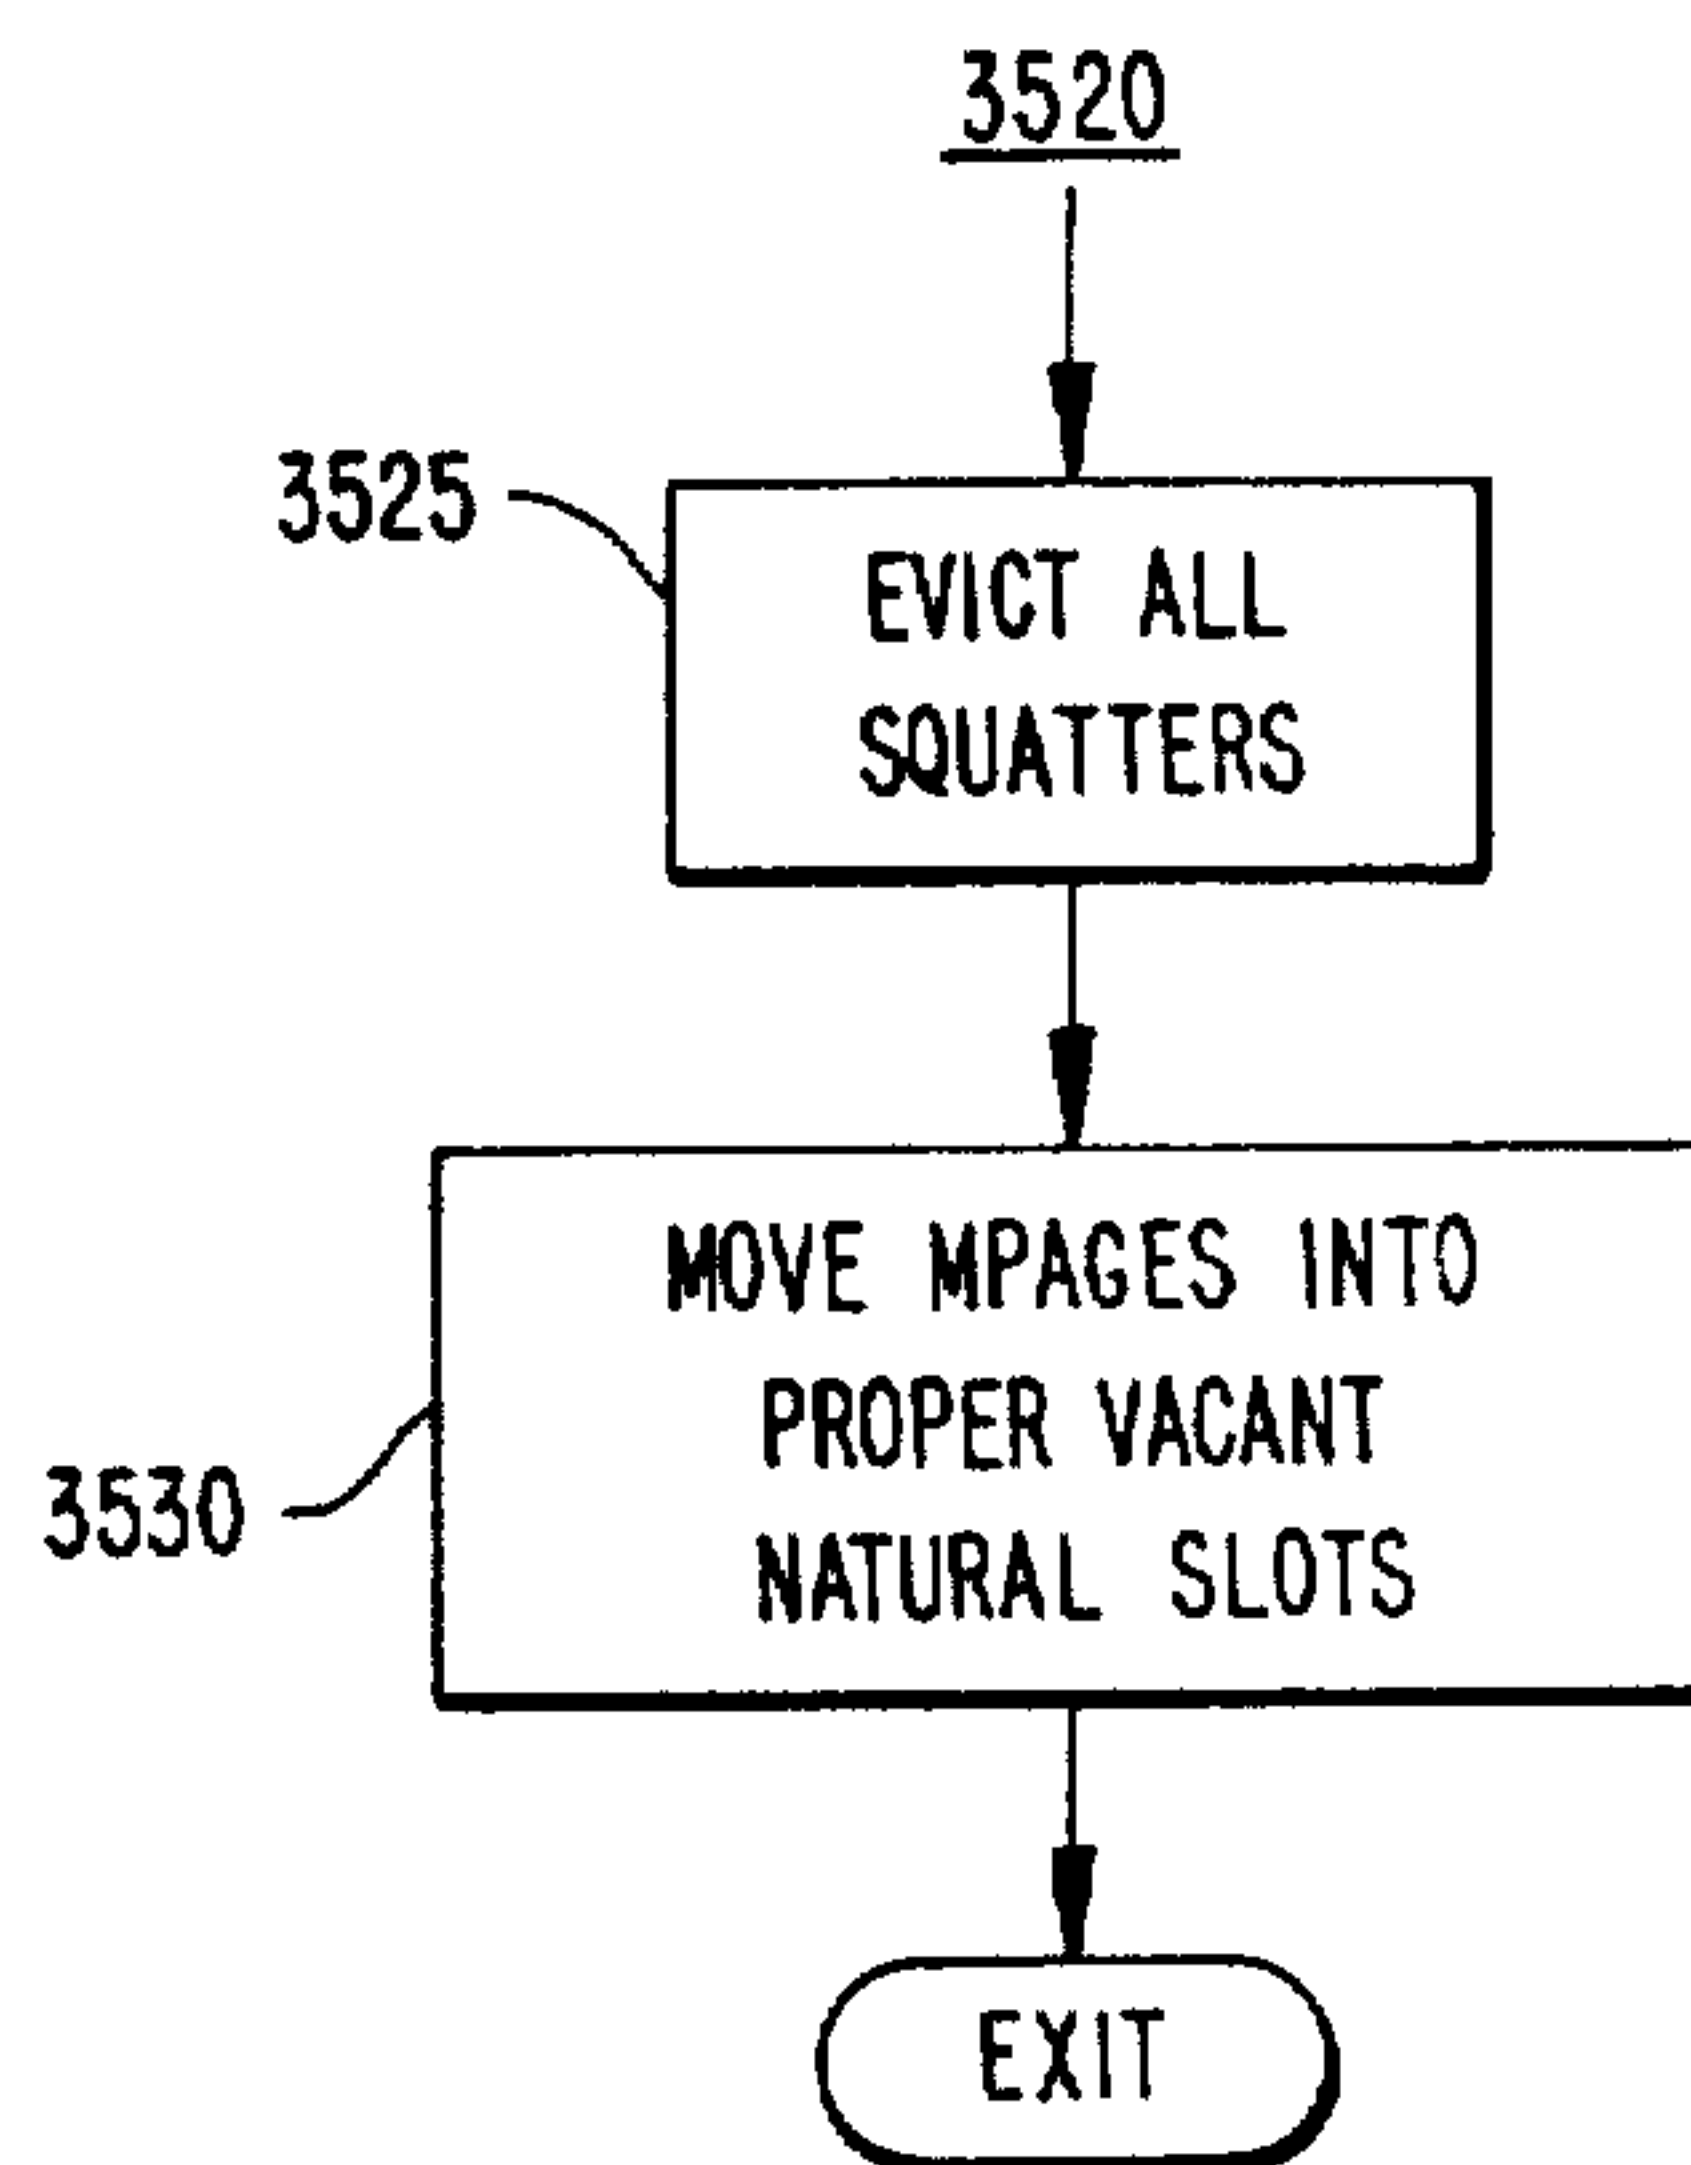 3520
3525
EVICT ALL
SQUATTERS
MOVE MPAGES INTO
PROPER VACANT
NATURAL SLOTS
3530
EXIT